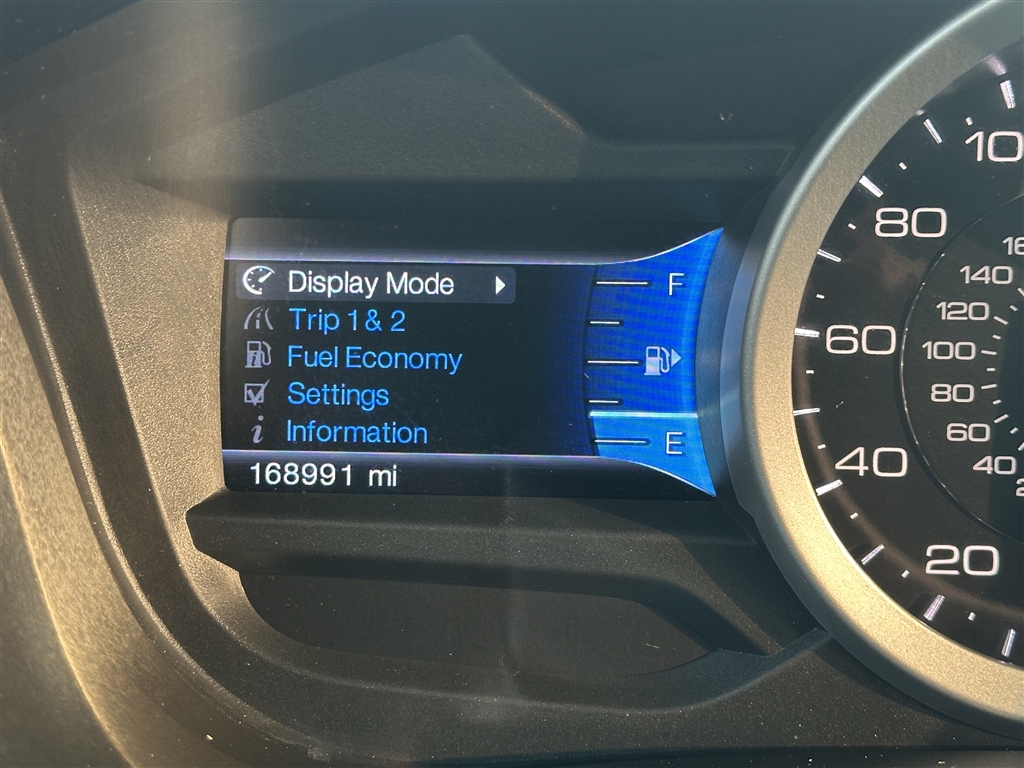 Display Mode
Trip 1 & 2
Fuel Economy
Settings
Information
168991 mi
F
E
10
80
60
40
20
140
120
100
80
60
40